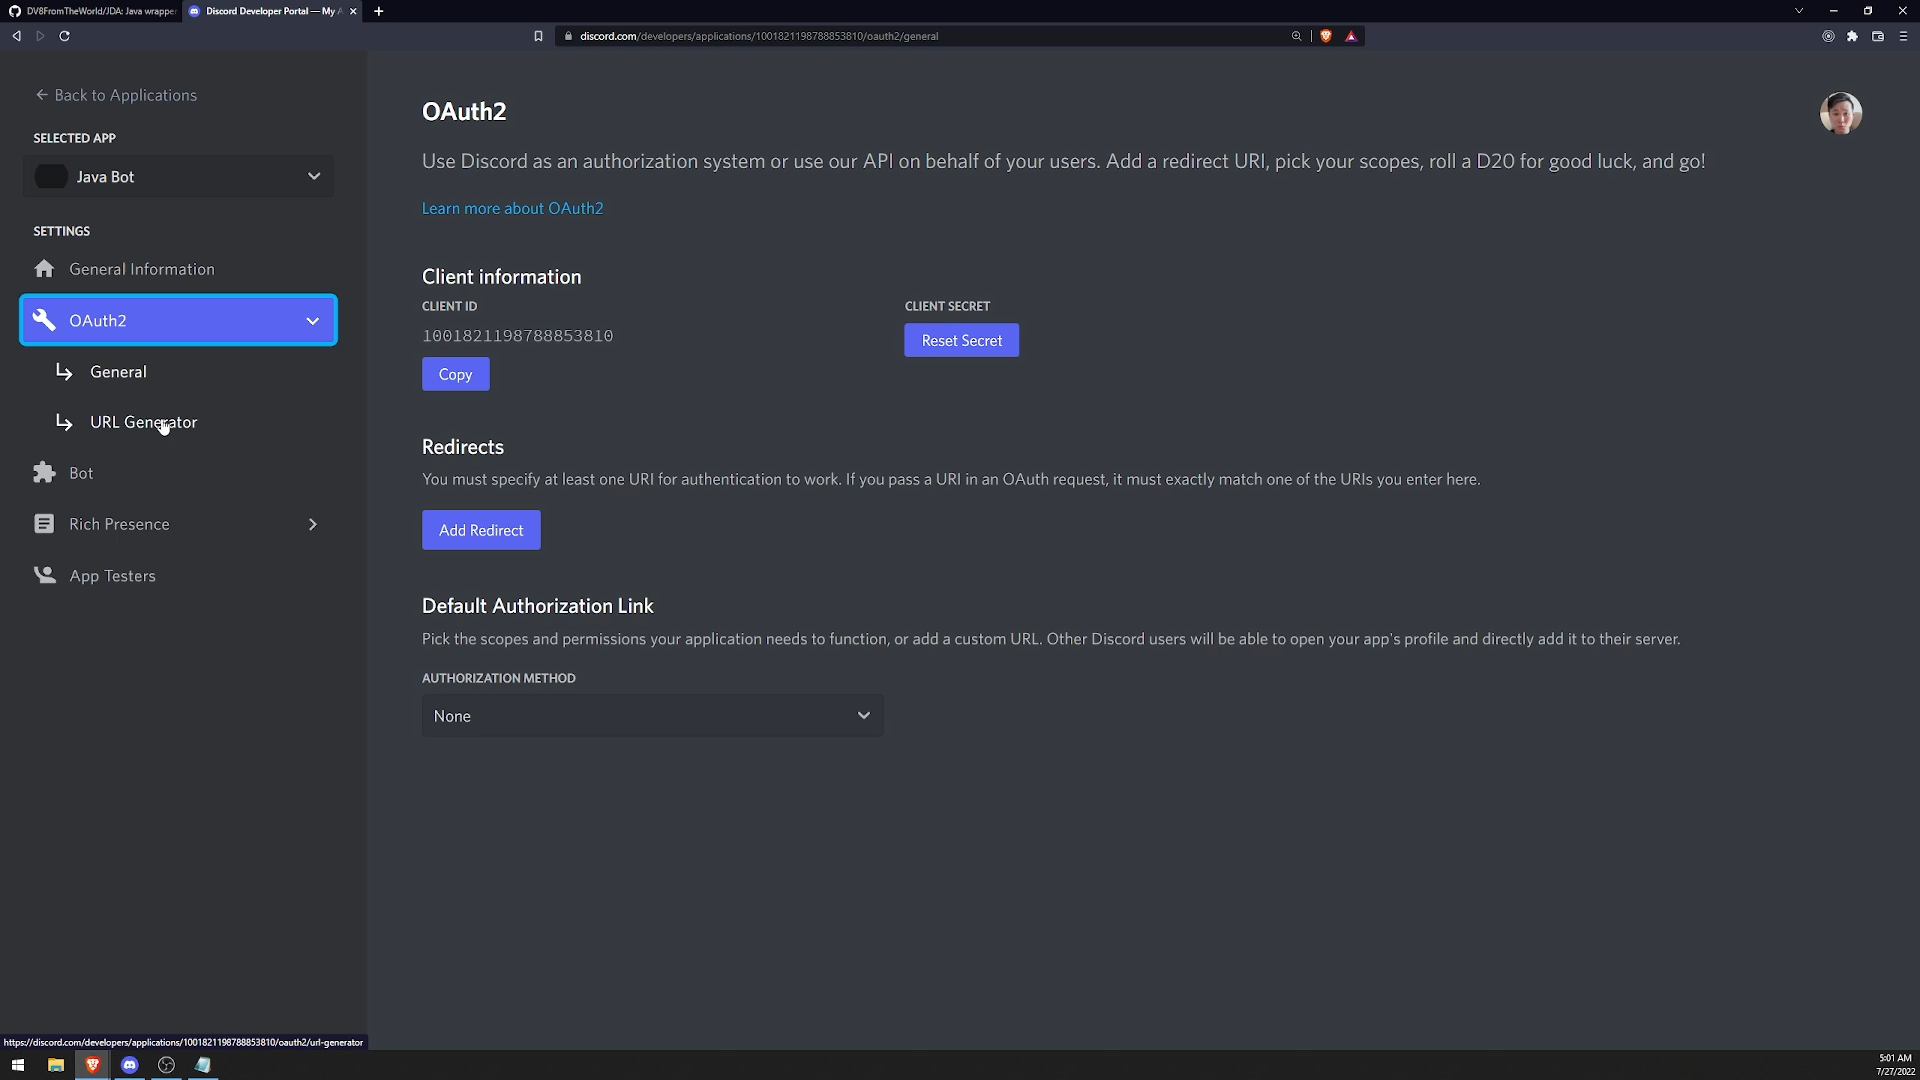 DV8FromTheWorld/JDA: Java wrapper
Discord Developer Portal — My A
discord.com/developers/applications/1001821198788853810/oauth2/general
Back to Applications
SELECTED APP
Java Bot
SETTINGS
General Information
OAuth2
General
URL Generator
Bot
Rich Presence
App Testers
OAuth2
Use Discord as an authorization system or use our API on behalf of your users. Add a redirect URI, pick your scopes, roll a D20 for good luck, and go!
Learn more about OAuth2
Client information
CLIENT ID
1001821198788853810
Copy
CLIENT SECRET
Reset Secret
Redirects
You must specify at least one URI for authentication to work. If you pass a URI in an OAuth request, it must exactly match one of the URIs you enter here.
Add Redirect
Default Authorization Link
Pick the scopes and permissions your application needs to function, or add a custom URL. Other Discord users will be able to open your app's profile and directly add it to their server.
AUTHORIZATION METHOD
None
https://discord.com/developers/applications/1001821198788853810/oauth2/url-generator
5:01 AM
7/27/2022